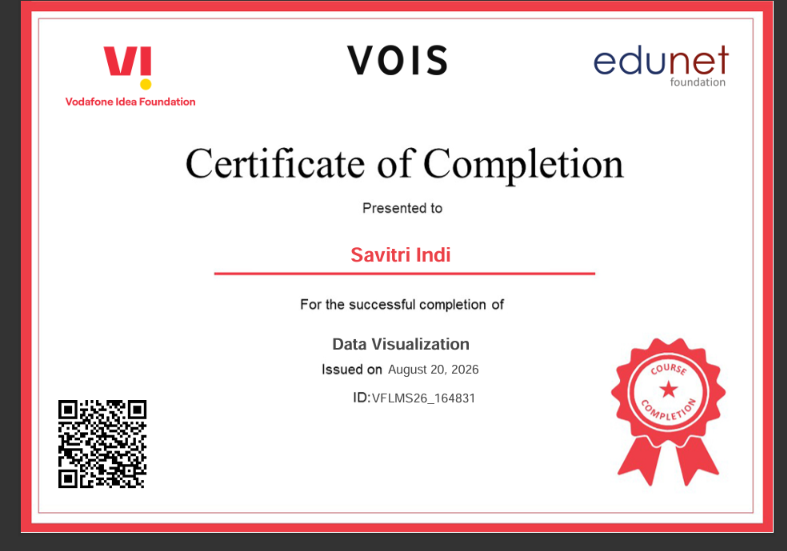 VI
Vodafone Idea Foundation
VOIS
edunet
foundation
Certificate of Completion
Presented to
Savitri Indi
For the successful completion of
Data Visualization
Issued on August 20, 2026
ID:VFLMS26_164831
COURSE
COMPLETION